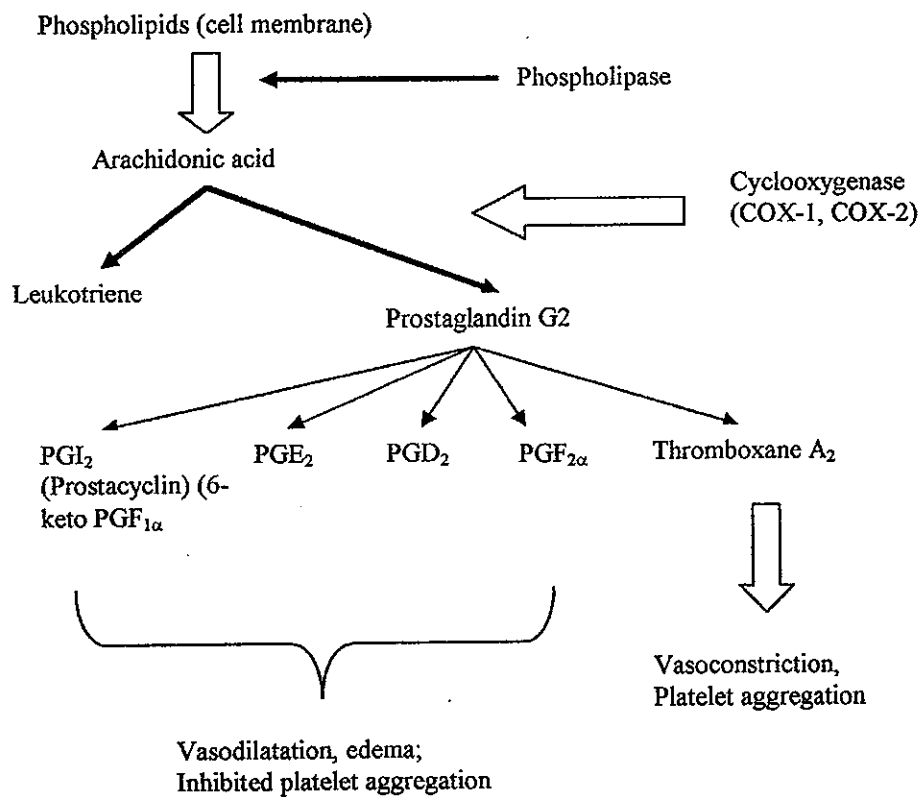 Phospholipids (cell membrane)
Phospholipase
Arachidonic acid
Cyclooxygenase
(COX-1, COX-2)
Leukotriene
Prostaglandin G2
PGI₂
(Prostacyclin) (6-
keto PGF₁α
PGE₂
PGD₂
PGF₂α
Thromboxane A₂
Vasoconstriction,
Platelet aggregation
Vasodilatation, edema;
Inhibited platelet aggregation